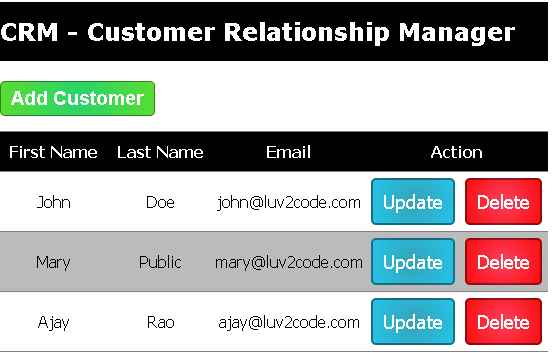 CRM - Customer Relationship Manager
Add Customer
First Name Last Name Email Action
John Doe john@luv2code.com Update Delete
Mary Public mary@luv2code.com Update Delete
Ajay Rao ajay@luv2code.com Update Delete